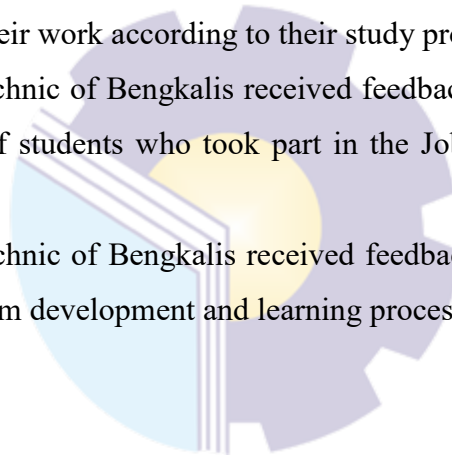 eir work according to their study pro
chnic of Bengkalis received feedbac
f students who took part in the Job
chnic of Bengkalis received feedbac
m development and learning proces